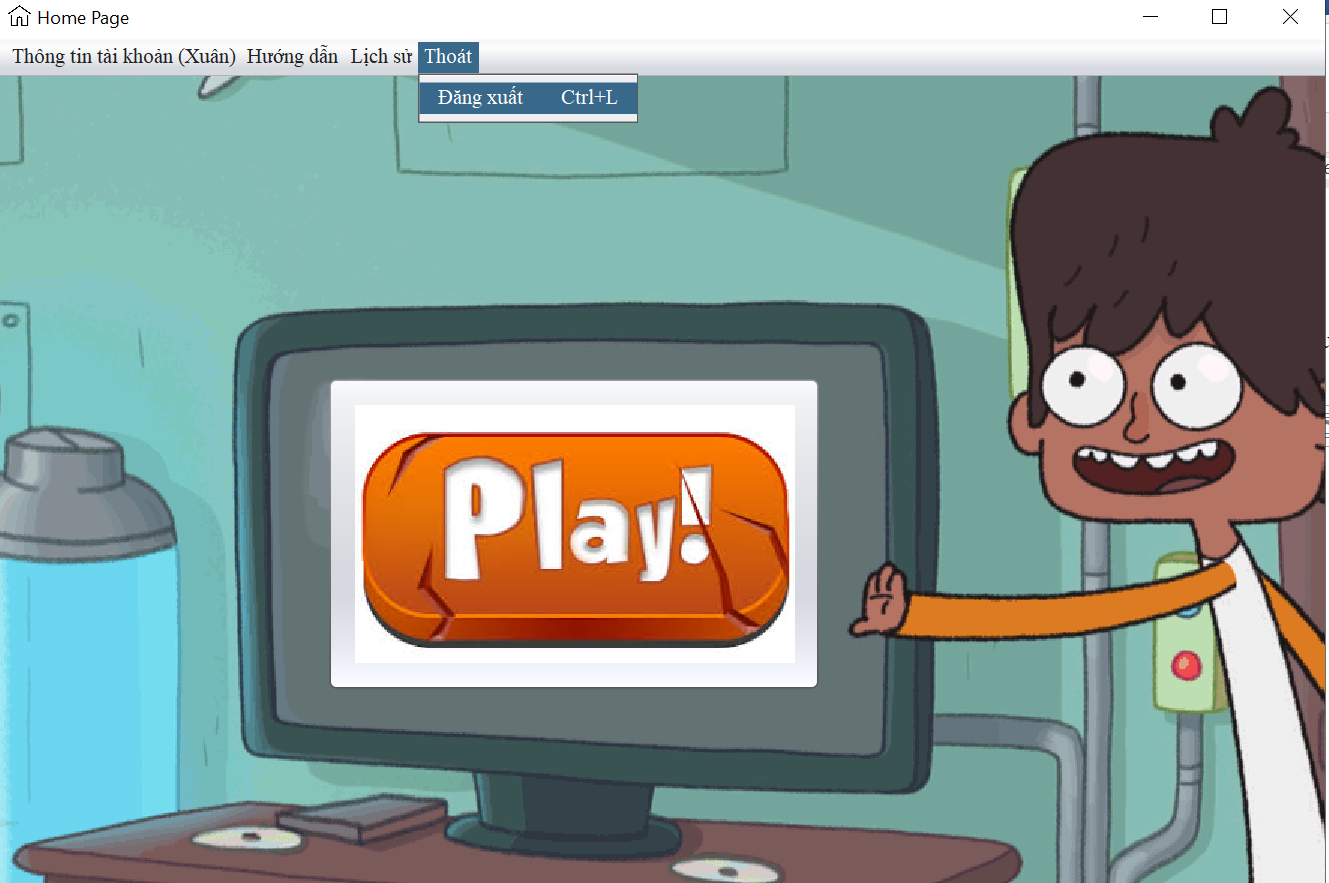 Home Page
Thông tin tài khoản (Xuân) Hướng dẫn Lịch sử Thoát
Đăng xuất Ctrl+L
Play!